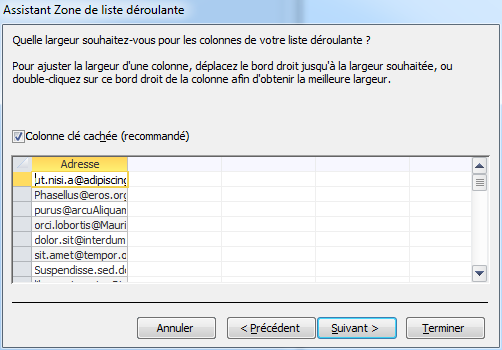 Assistant Zone de liste déroulante
Quelle largeur souhaitez-vous pour les colonnes de votre liste déroulante ?
Pour ajuster la largeur d'une colonne, déplacez le bord droit jusqu'à la largeur souhaitée, ou
double-cliquez sur ce bord droit de la colonne afin d'obtenir la meilleure largeur.
Colonne clé cachée (recommandé)
Adresse
ut.nisi.a@adipiscing
Phasellus@eros.org
purus@arcuAliquam
orci.lobortis@Mauri
dolor.sit@interdum
sit.amet@tempor.o
Suspendisse.sed.do
Annuler
< Précédent
Suivant >
Terminer